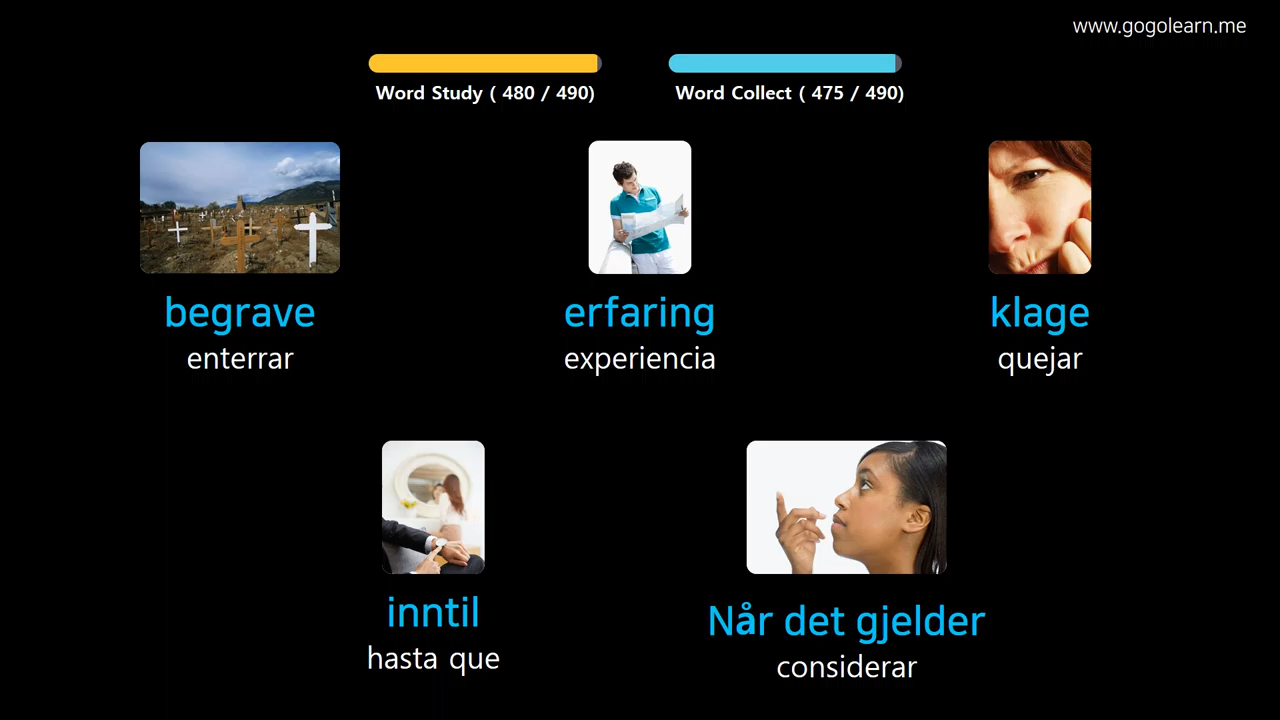 www.gogolearn.me
Word Study ( 480 / 490)
Word Collect ( 475 / 490)
begrave
enterrar
erfaring
experiencia
klage
quejar
inntil
hasta que
Når det gjelder
considerar